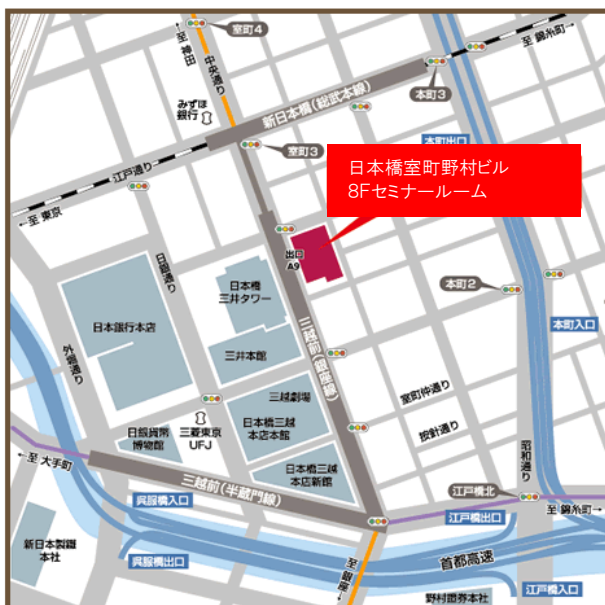 室町4
←至 神田
中央通り
至 錦糸町→
本町3
みずほ
銀行
新日本橋(総武本線)
本町出口
室町3
日本橋室町野村ビル
8Fセミナールーム
江戸通り
←至 東京
出口
A9
日銀通り
日本橋
三井タワー
本町2
本町入口
日本銀行本店
外堀通り
三井本館
三越前(銀座線)
三越劇場
室町仲通り
日本橋三越
本店本館
按針通り
日銀貨幣
博物館
三菱東京
UFJ
昭和通り
日本橋三越
本店新館
←至 大手町
三越前(半蔵門線)
江戸橋北
呉服橋入口
江戸橋出口
至 錦糸町→
新日本製鐵
本社
呉服橋出口
至 銀座→
首都高速
野村證券本社
江戸橋入口